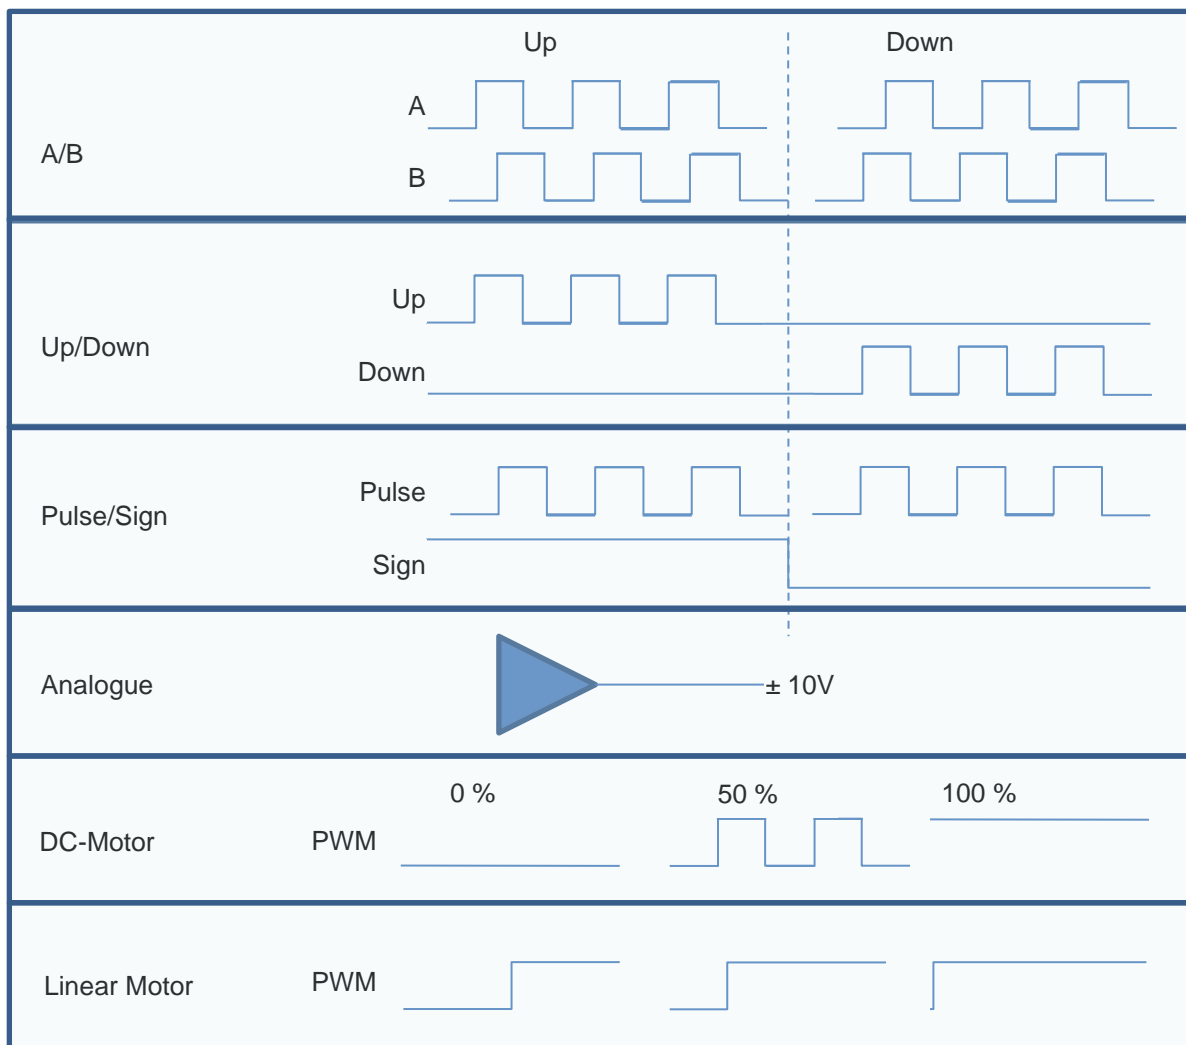 Up Down
A
A/B
B
Up
Up/Down
Down
Pulse
Pulse/Sign
Sign
Analogue ± 10V
0 % 50 % 100 %
DC-Motor PWM
Linear Motor PWM